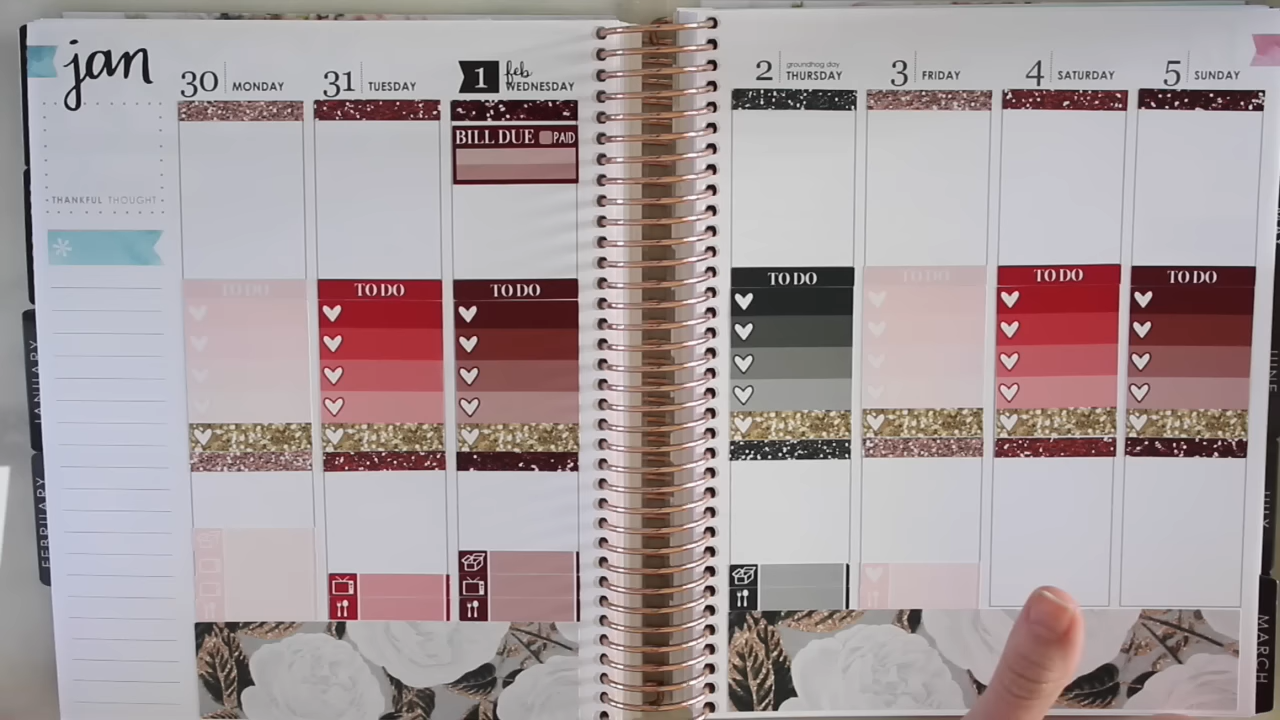 jan
30 MONDAY
31 TUESDAY
1 feb WEDNESDAY
2 groundhog day THURSDAY
3 FRIDAY
4 SATURDAY
5 SUNDAY
BILL DUE PAID
THANKFUL THOUGHT
TO DO
TO DO
TO DO
TO DO
TO DO
TO DO
TO DO
JANUARY
FEBRUARY
JUNE
JULY
MARCH